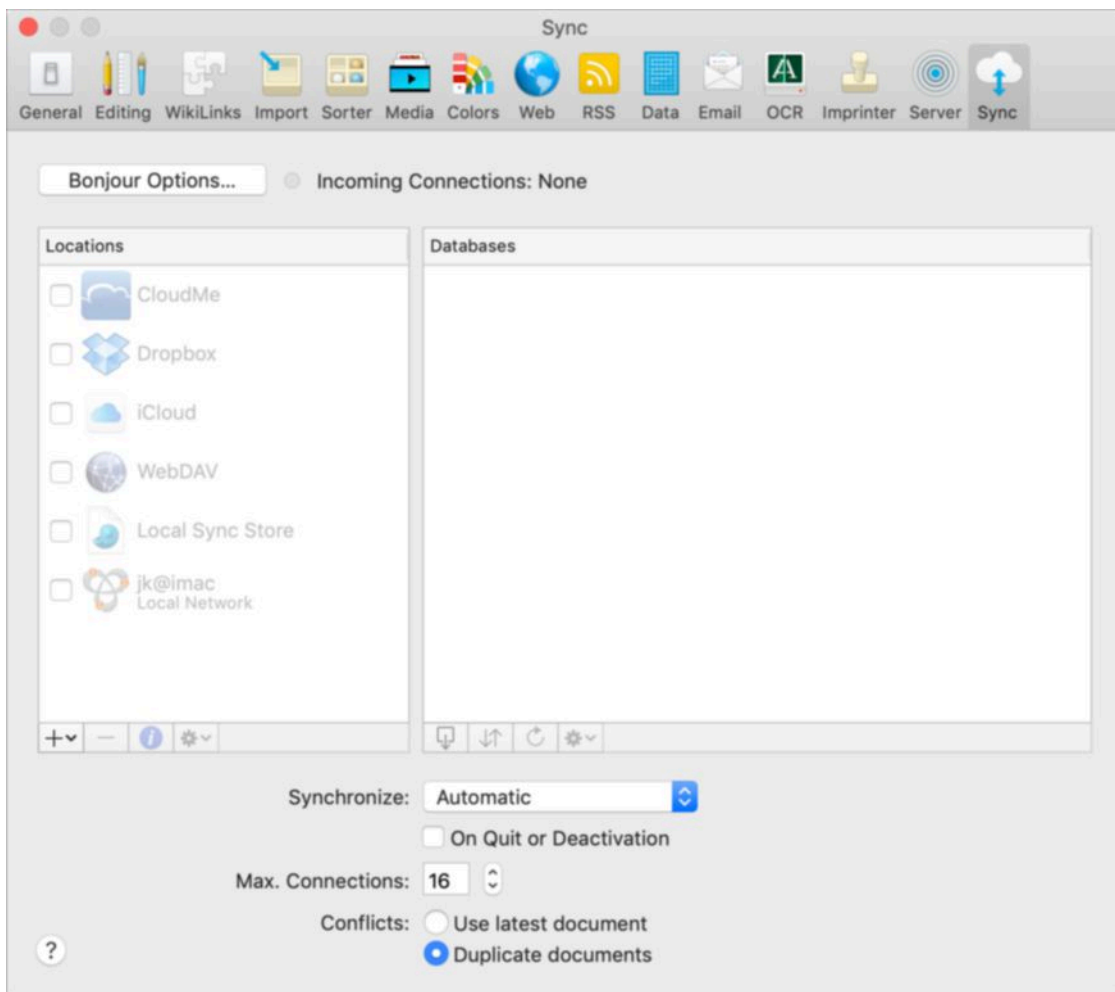 Sync
General Editing WikiLinks Import Sorter Media Colors Web RSS Data Email OCR Imprinter Server Sync
Bonjour Options... Incoming Connections: None
Locations
CloudMe
Dropbox
iCloud
WebDAV
Local Sync Store
jk@imac
Local Network
Databases
Synchronize: Automatic
On Quit or Deactivation
Max. Connections: 16
Conflicts: Use latest document
Duplicate documents
?